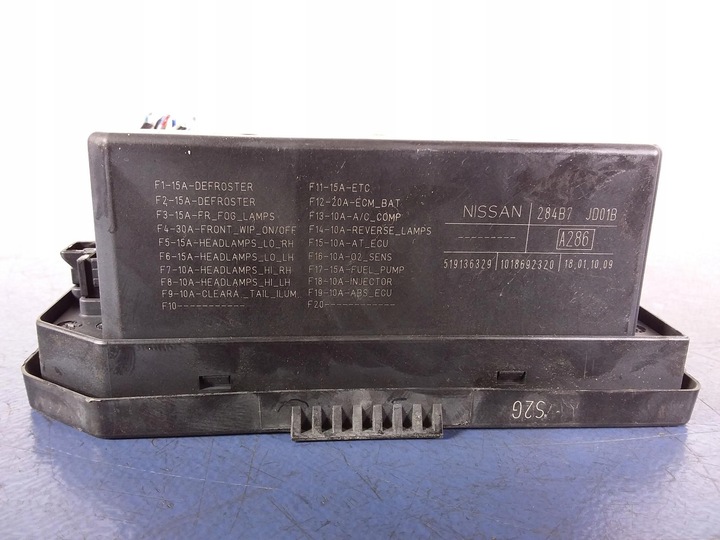 F1-15A-DEFROSTER
F2-15A-DEFROSTER
F3-15A-FR_FOG_LAMPS
F4-30A-FRONT_WIP_ON/OFF
F5-15A-HEADLAMPS_LO_RH
F6-15A-HEADLAMPS_LO_LH
F7-10A-HEADLAMPS_HI_RH
F8-10A-HEADLAMPS_HI_LH
F9-10A-CLEARA_TAIL_ILUM
F10-----------
F11-15A-ETC
F12-20A-ECM_BAT
F13-10A-A/C_COMP
F14-10A-REVERSE_LAMPS
F15-10A-AT_ECU
F16-10A-O2_SENS
F17-15A-FUEL_PUMP
F18-10A-INJECTOR
F19-10A-ABS_ECU
F20-----------
NISSAN 284B7 JD01B
--------- A286
519136329 1018692320 18.01.10.09
S2G